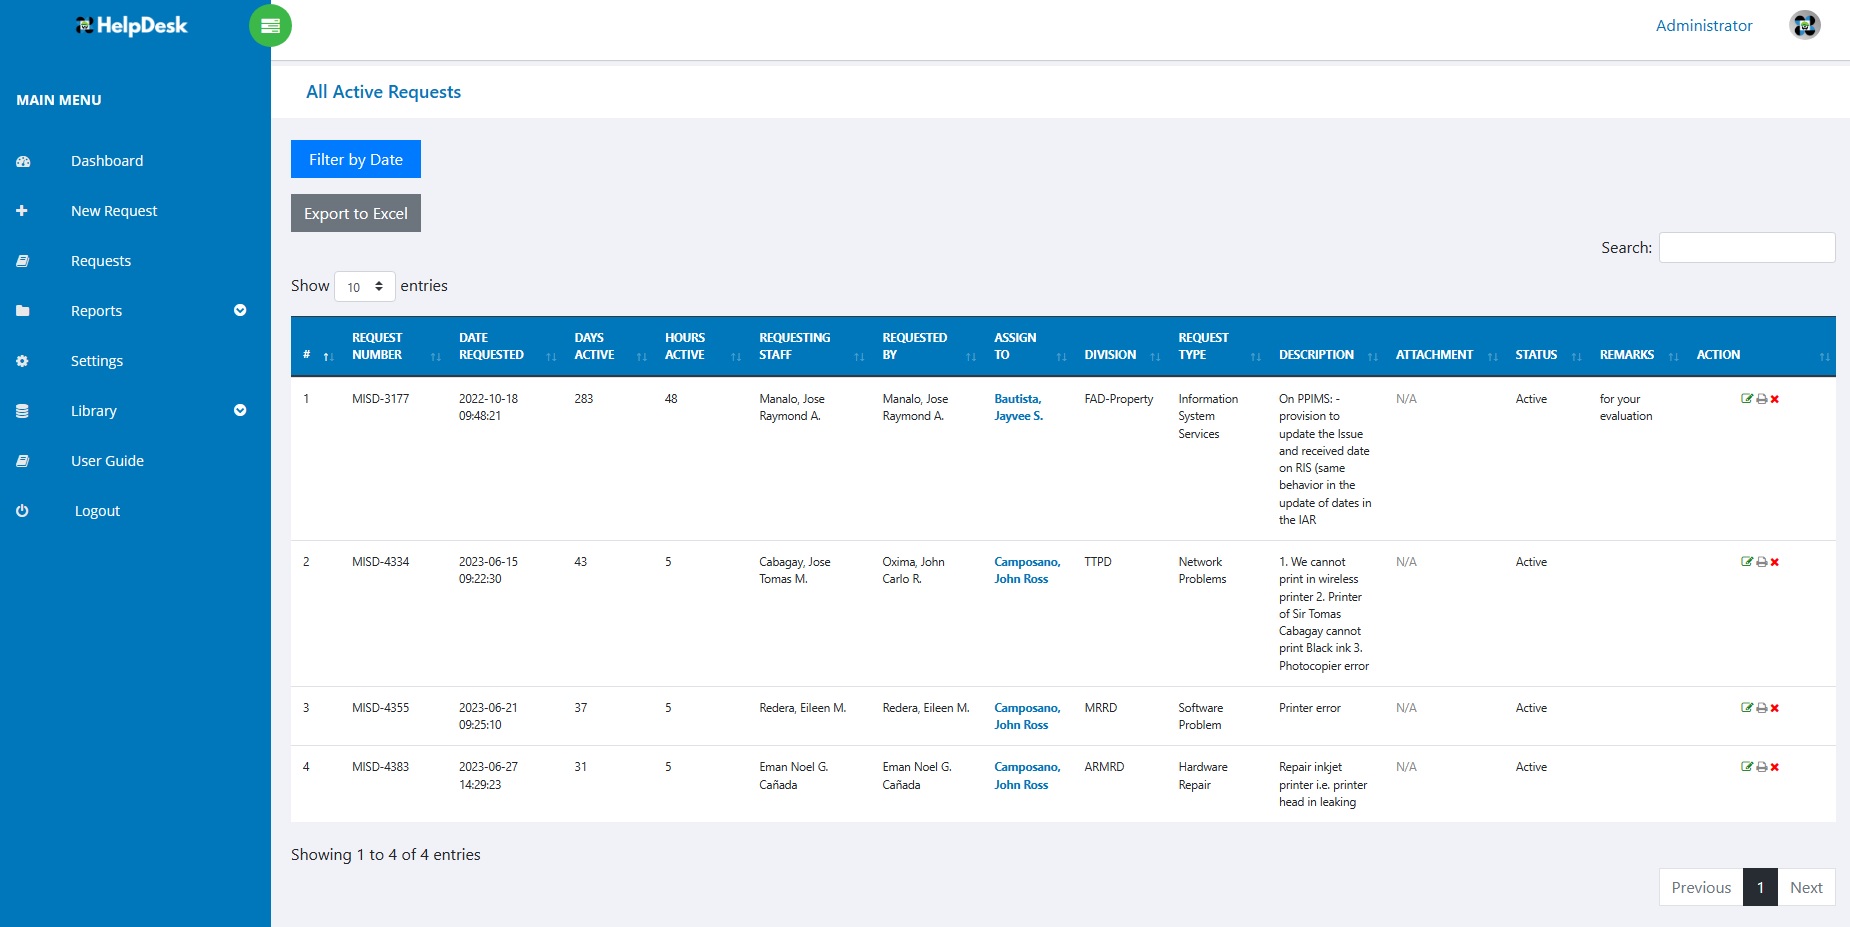 HelpDesk
Administrator
MAIN MENU
Dashboard
New Request
Requests
Reports
Settings
Library
User Guide
Logout
All Active Requests
Filter by Date
Export to Excel
Search:
Show 10 entries
# REQUEST NUMBER DATE REQUESTED DAYS ACTIVE HOURS ACTIVE REQUESTING STAFF REQUESTED BY ASSIGN TO DIVISION REQUEST TYPE DESCRIPTION ATTACHMENT STATUS REMARKS ACTION
1 MISD-3177 2022-10-18 283 48 Manalo, Jose Manalo, Jose Bautista, FAD-Property Information On PPIMS: - N/A Active for your
09:48:21 Raymond A. Raymond A. Jayvee S. System provision to evaluation
Services update the Issue
and received date
on RIS (same
behavior in the
update of dates in
the IAR
2 MISD-4334 2023-06-15 43 5 Cabagay, Jose Oxima, John Camposano, TTPD Network 1. We cannot N/A Active
09:22:30 Tomas M. Carlo R. John Ross Problems print in wireless
printer 2. Printer
of Sir Tomas
Cabagay cannot
print Black ink 3.
Photocopier error
3 MISD-4355 2023-06-21 37 5 Redera, Eileen M. Redera, Eileen M. Camposano, MRRD Software Printer error N/A Active
09:25:10 John Ross Problem
4 MISD-4383 2023-06-27 31 5 Eman Noel G. Eman Noel G. Camposano, ARMRD Hardware Repair inkjet N/A Active
14:29:23 Cañada Cañada John Ross Repair printer i.e. printer
head in leaking
Showing 1 to 4 of 4 entries
Previous 1 Next